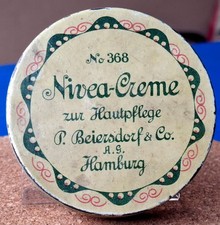 No 368
Nivea-Creme
zur Hautpflege
P. Beiersdorf & Co.
A.G.
Hamburg